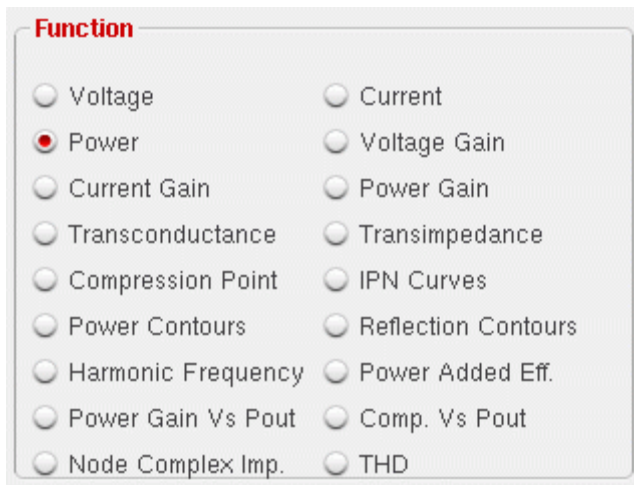 Function
Voltage Current
Power Voltage Gain
Current Gain Power Gain
Transconductance Transimpedance
Compression Point IPN Curves
Power Contours Reflection Contours
Harmonic Frequency Power Added Eff.
Power Gain Vs Pout Comp. Vs Pout
Node Complex Imp. THD